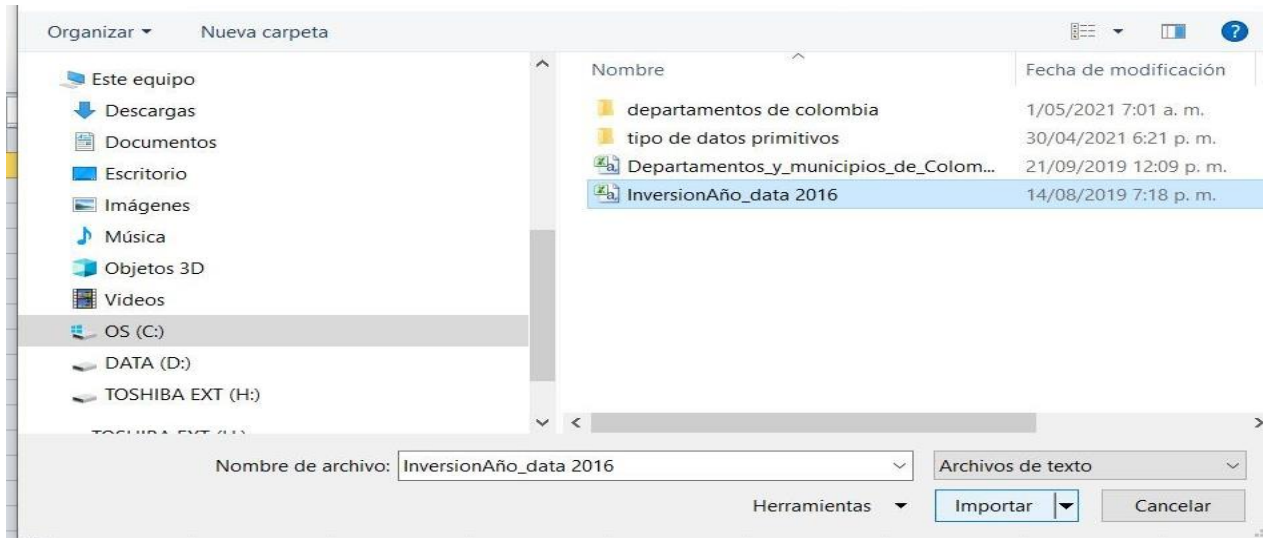 Organizar Nueva carpeta
Este equipo
Descargas
Documentos
Escritorio
Imágenes
Música
Objetos 3D
Videos
OS (C:)
DATA (D:)
TOSHIBA EXT (H:)
TOSHIBA EXT (H:)
Nombre Fecha de modificación
departamentos de colombia 1/05/2021 7:01 a. m.
tipo de datos primitivos 30/04/2021 6:21 p. m.
Departamentos_y_municipios_de_Colom... 21/09/2019 12:09 p. m.
InversionAño_data 2016 14/08/2019 7:18 p. m.
Nombre de archivo: InversionAño_data 2016 Archivos de texto
Herramientas Importar Cancelar